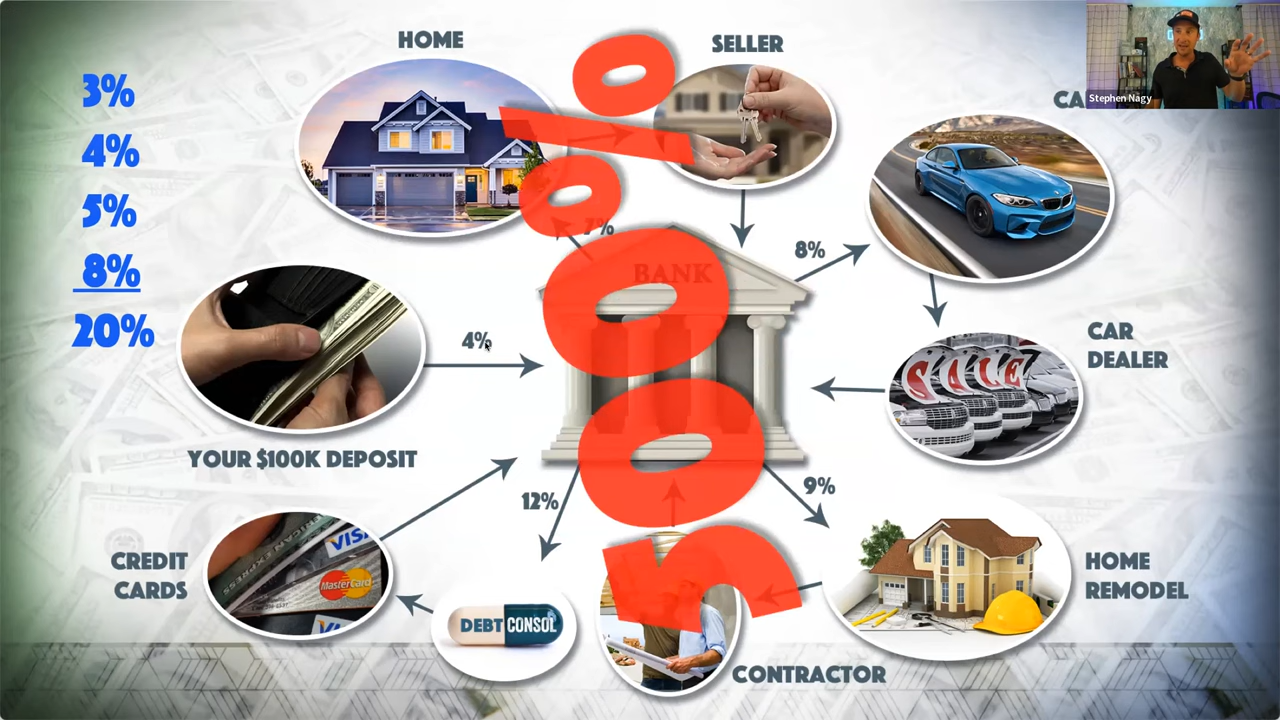 3%
4%
5%
8%
20%
HOME
SELLER
Stephen Nagy
BANK
7%
8%
4%
YOUR $100K DEPOSIT
CAR
DEALER
SALE
12%
9%
CREDIT
CARDS
VISA
MasterCard
DEBT CONSOL
HOME
REMODEL
CONTRACTOR
500%